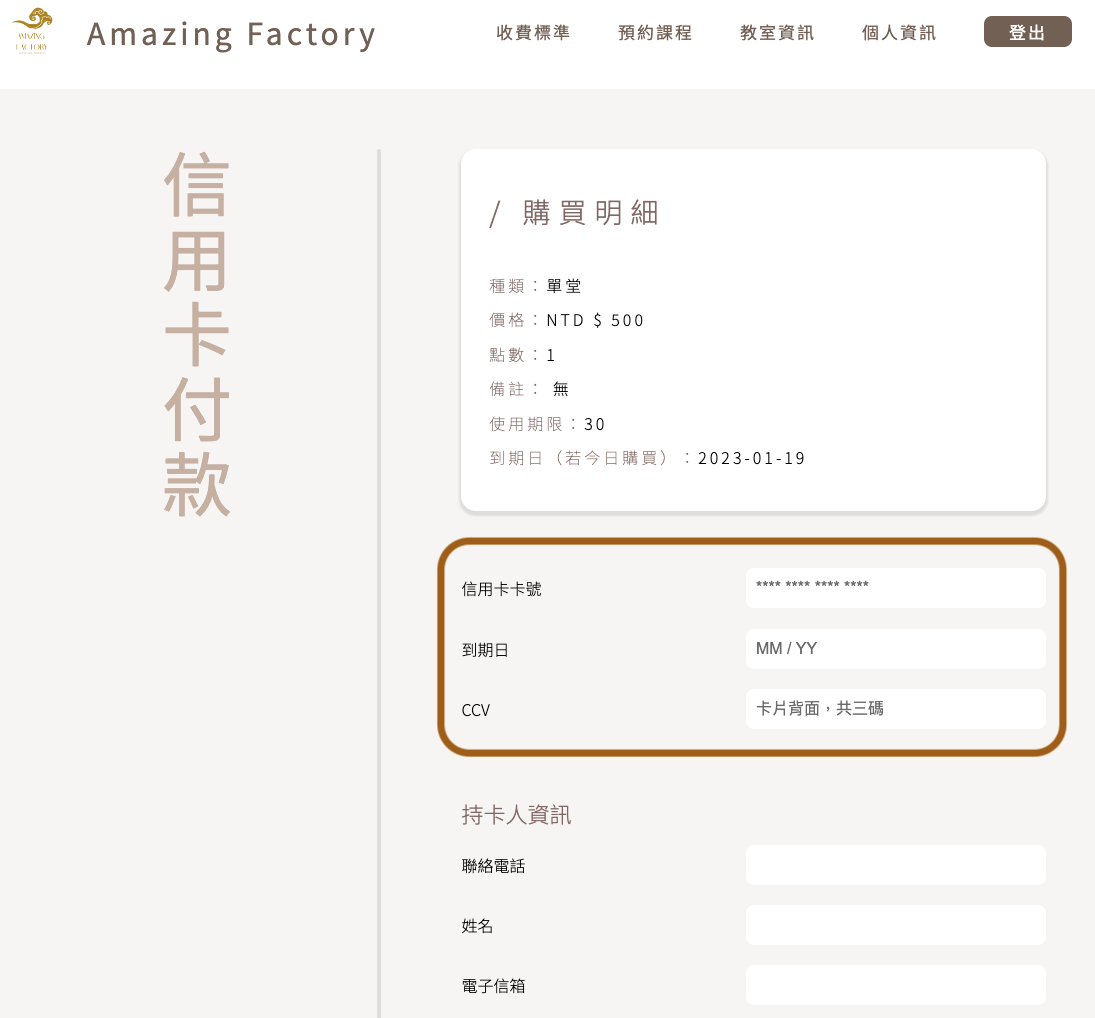 AMAZING
FACTORY
Amazing Factory
收費標準
預約課程
教室資訊
個人資訊
登出
信用卡付款
/ 購買明細
種類：單堂
價格：NTD $ 500
點數：1
備註： 無
使用期限：30
到期日（若今日購買）：2023-01-19
信用卡卡號
**** **** **** ****
到期日
MM / YY
CCV
卡片背面，共三碼
持卡人資訊
聯絡電話
姓名
電子信箱